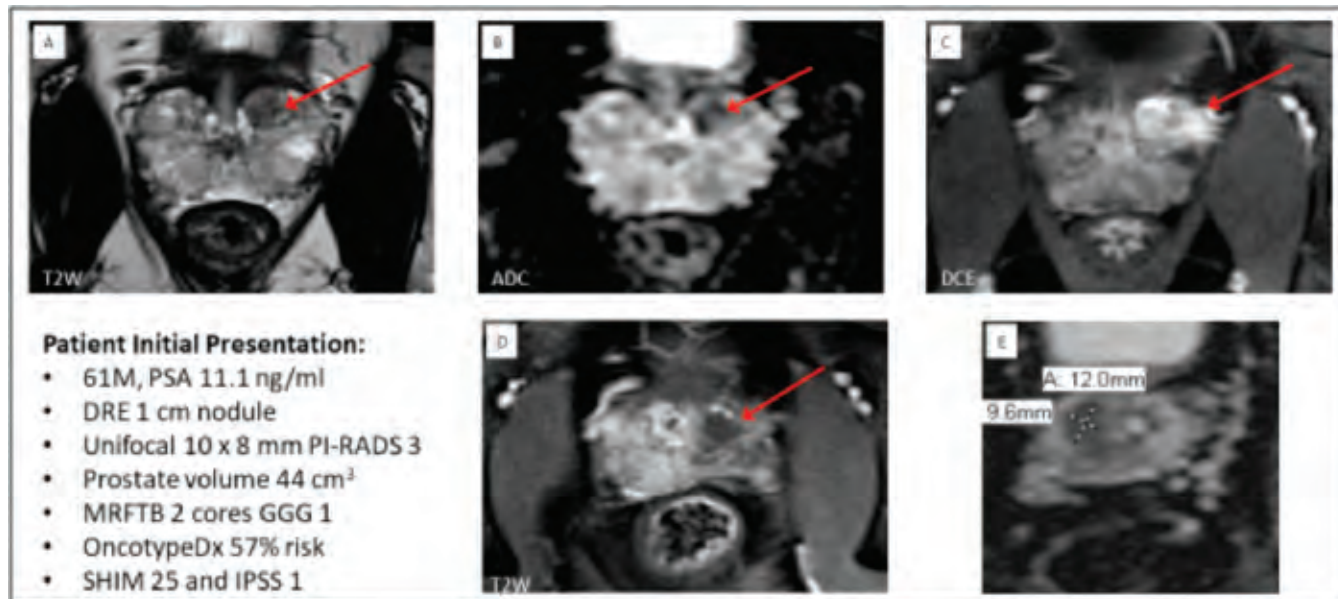 A
T2W
B
ADC
C
DCE
Patient Initial Presentation:
• 61M, PSA 11.1 ng/ml
• DRE 1 cm nodule
• Unifocal 10 x 8 mm PI-RADS 3
• Prostate volume 44 cm³
• MRFTB 2 cores GGG 1
• OncotypeDx 57% risk
• SHIM 25 and IPSS 1
D
T2W
E
A: 12.0mm
9.6mm